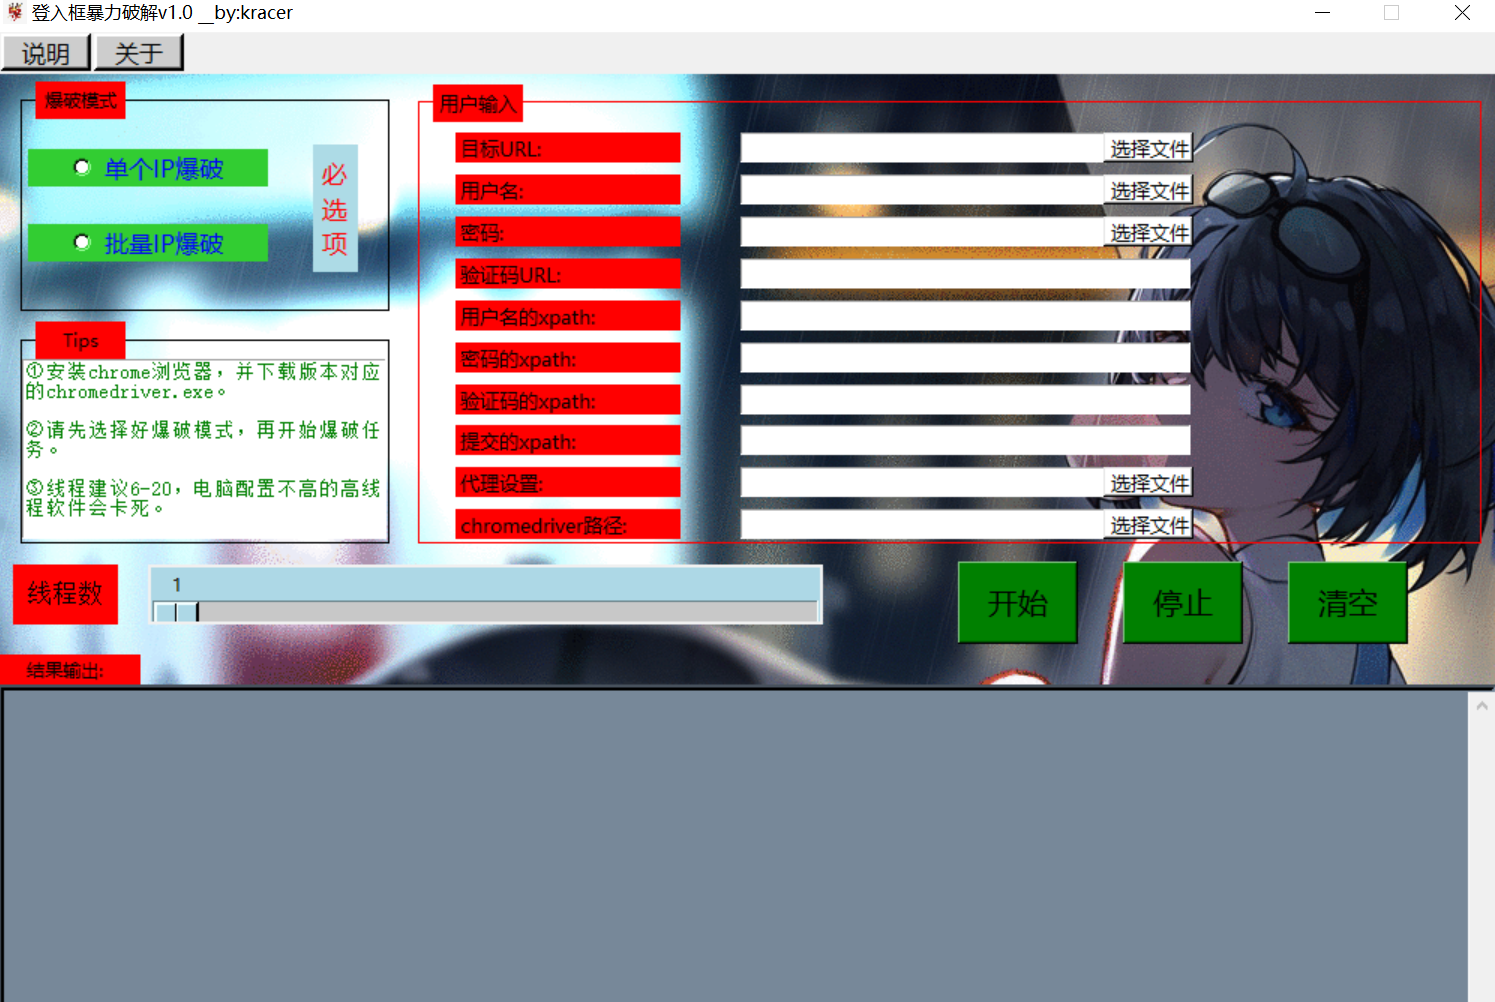 登入框暴力破解v1.0 __by:kracer
说明 关于
爆破模式
单个IP爆破
批量IP爆破
必
选
项
Tips
①安装chrome浏览器，并下载版本对应
的chromedriver.exe。
②请先选择好爆破模式，再开始爆破任
务。
③线程建议6-20，电脑配置不高的高线
程软件会卡死。
用户输入
目标URL: 选择文件
用户名: 选择文件
密码: 选择文件
验证码URL:
用户名的xpath:
密码的xpath:
验证码的xpath:
提交的xpath:
代理设置: 选择文件
chromedriver路径: 选择文件
线程数
1
开始 停止 清空
结果输出: